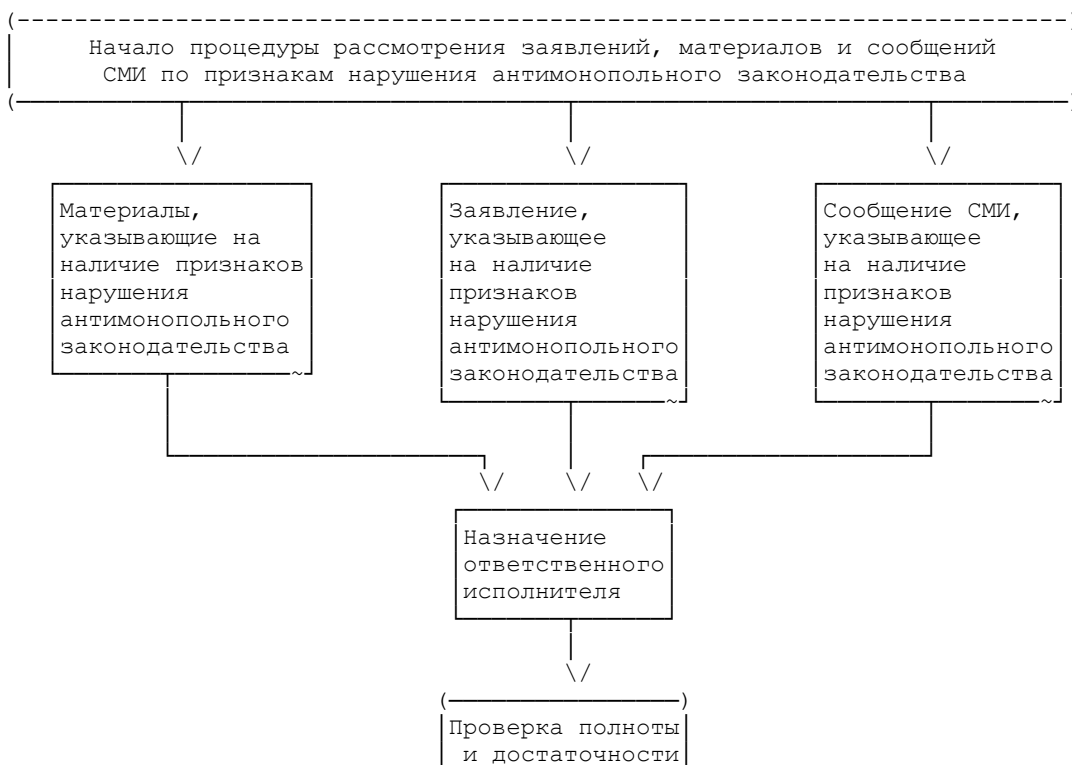 Начало процедуры рассмотрения заявлений, материалов и сообщений
СМИ по признакам нарушения антимонопольного законодательства
Материалы,
указывающие на
наличие признаков
нарушения
антимонопольного
законодательства
Заявление,
указывающее
на наличие
признаков
нарушения
антимонопольного
законодательства
Сообщение СМИ,
указывающее
на наличие
признаков
нарушения
антимонопольного
законодательства
Назначение
ответственного
исполнителя
Проверка полноты
и достаточности